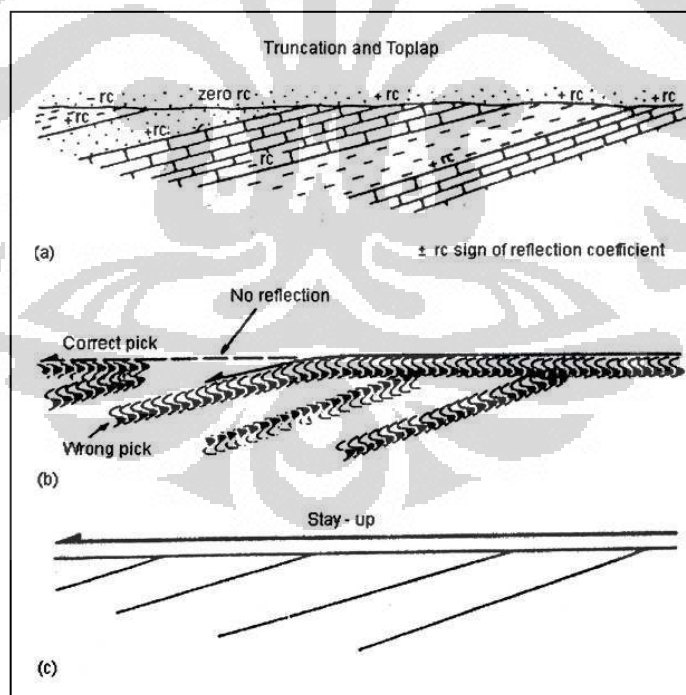 Truncation and Toplap
– rc zero rc + rc + rc + rc
+rc +rc
rc + rc
(a) ± rc sign of reflection coefficient
No reflection
Correct pick
Wrong pick
(b)
Stay - up
(c)